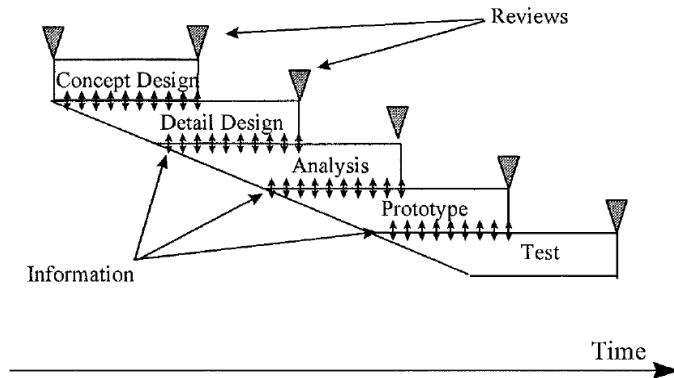 Reviews
Concept Design
Detail Design
Analysis
Prototype
Test
Information
Time